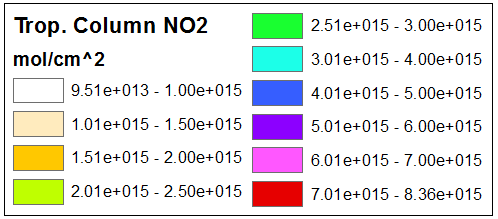 Trop. Column NO2
mol/cm^2
9.51e+013 - 1.00e+015
1.01e+015 - 1.50e+015
1.51e+015 - 2.00e+015
2.01e+015 - 2.50e+015
2.51e+015 - 3.00e+015
3.01e+015 - 4.00e+015
4.01e+015 - 5.00e+015
5.01e+015 - 6.00e+015
6.01e+015 - 7.00e+015
7.01e+015 - 8.36e+015